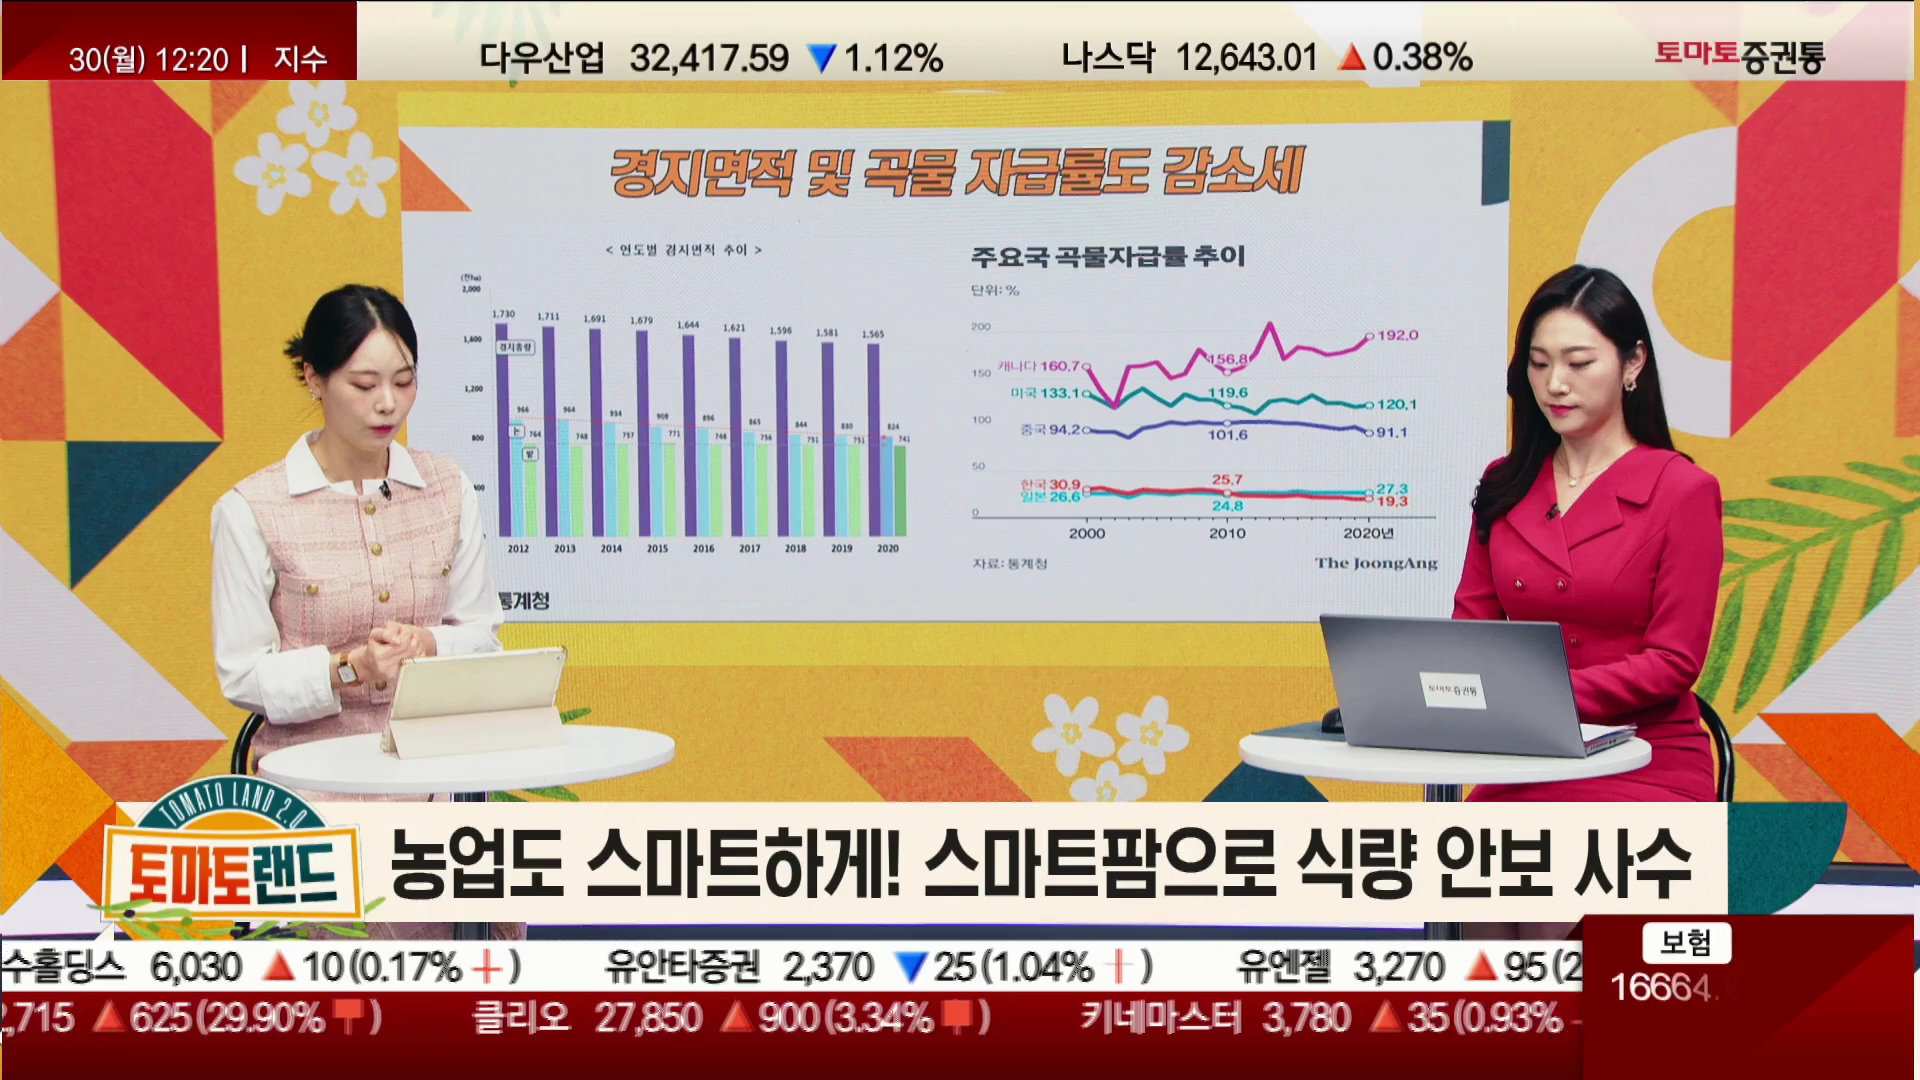 30(월) 12:20 | 지수
다우산업 32,417.59 ▼1.12%
나스닥 12,643.01 ▲0.38%
토마토증권통
경지면적 및 곡물 자급률도 감소세
< 연도별 경지면적 추이 >
(천ha)
2,000
1,600
1,200
800
1,730 1,711 1,691 1,679 1,644 1,621 1,596 1,581 1,565
경지총량
966 964 934 908 896 865 844 830 824
논
764 748 757 771 748 756 751 751 741
밭
2012 2013 2014 2015 2016 2017 2018 2019 2020
통계청
주요국 곡물자급률 추이
단위: %
200
150
100
50
0
캐나다 160.7 156.8 192.0
미국 133.1 119.6 120.1
중국 94.2 101.6 91.1
한국 30.9 25.7 19.3
일본 26.6 24.8 27.3
2000 2010 2020년
자료: 통계청
The JoongAng
토마토증권통
TOMATO LAND 2.0
토마토랜드
농업도 스마트하게! 스마트팜으로 식량 안보 사수
수홀딩스 6,030 ▲10(0.17% +) 유안타증권 2,370 ▼25(1.04% +) 유엔젤 3,270 ▲95(2
보험
16664.
,715 ▲625(29.90%) 클리오 27,850 ▲900(3.34%) 키네마스터 3,780 ▲35(0.93%